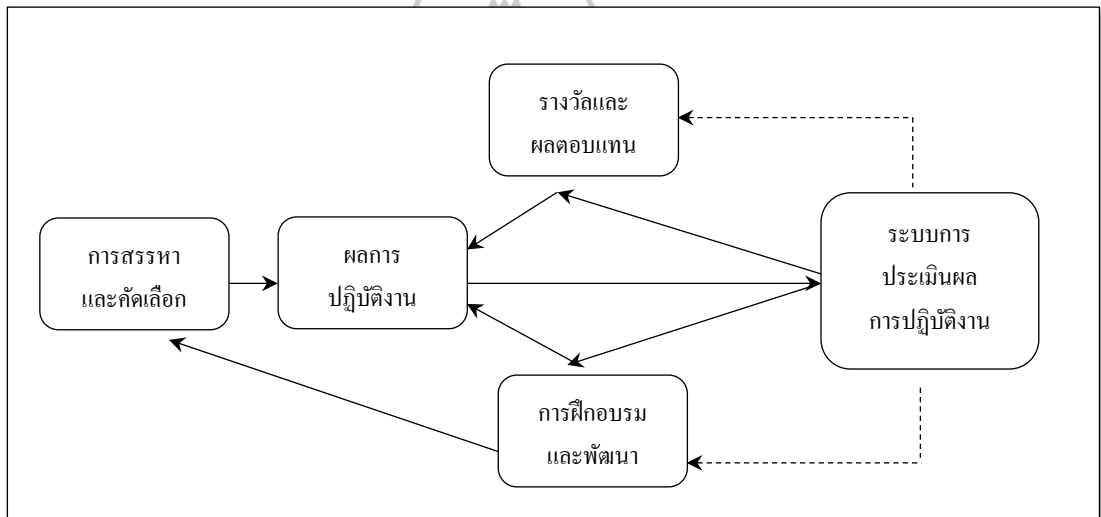 รางวัลและ
ผลตอบแทน
การสรรหา
และคัดเลือก
ผลการ
ปฏิบัติงาน
ระบบการ
ประเมินผล
การปฏิบัติงาน
การฝึกอบรม
และพัฒนา